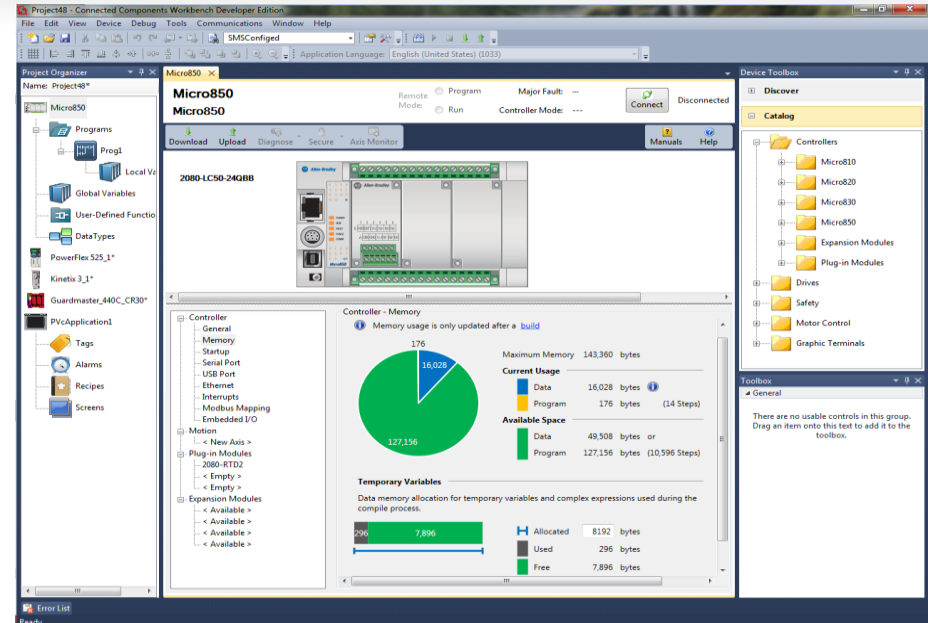 Project48 - Connected Components Workbench Developer Edition
File Edit View Device Debug Tools Communications Window Help
SMSConfiged
Application Language: English (United States) (1033)
Project Organizer
Name: Project48*
Micro850
Programs
Prog1
Local Va
Global Variables
User-Defined Functio
DataTypes
PowerFlex 525_1*
Kinetix 3_1*
Guardmaster_440C_CR30*
PVcApplication1
Tags
Alarms
Recipes
Screens
Micro850
Micro850
Micro850
Remote Mode:
Program
Run
Major Fault: ---
Controller Mode: ---
Connect
Disconnected
Download Upload Diagnose Secure Axis Monitor Manuals Help
2080-LC50-24QBB
Allen-Bradley
Allen-Bradley
Controller
General
Memory
Startup
Serial Port
USB Port
Ethernet
Interrupts
Modbus Mapping
Embedded I/O
Motion
< New Axis >
Plug-in Modules
2080-RTD2
< Empty >
< Empty >
Expansion Modules
< Available >
< Available >
< Available >
< Available >
Controller - Memory
Memory usage is only updated after a build
176
16,028
127,156
Maximum Memory 143,360 bytes
Current Usage
Data 16,028 bytes
Program 176 bytes (14 Steps)
Available Space
Data 49,508 bytes or
Program 127,156 bytes (10,596 Steps)
Temporary Variables
Data memory allocation for temporary variables and complex expressions used during the
compile process.
296 7,896
Allocated 8192 bytes
Used 296 bytes
Free 7,896 bytes
Device Toolbox
Discover
Catalog
Controllers
Micro810
Micro820
Micro830
Micro850
Expansion Modules
Plug-in Modules
Drives
Safety
Motor Control
Graphic Terminals
Toolbox
General
There are no usable controls in this group.
Drag an item onto this text to add it to the
toolbox.
Error List
Ready